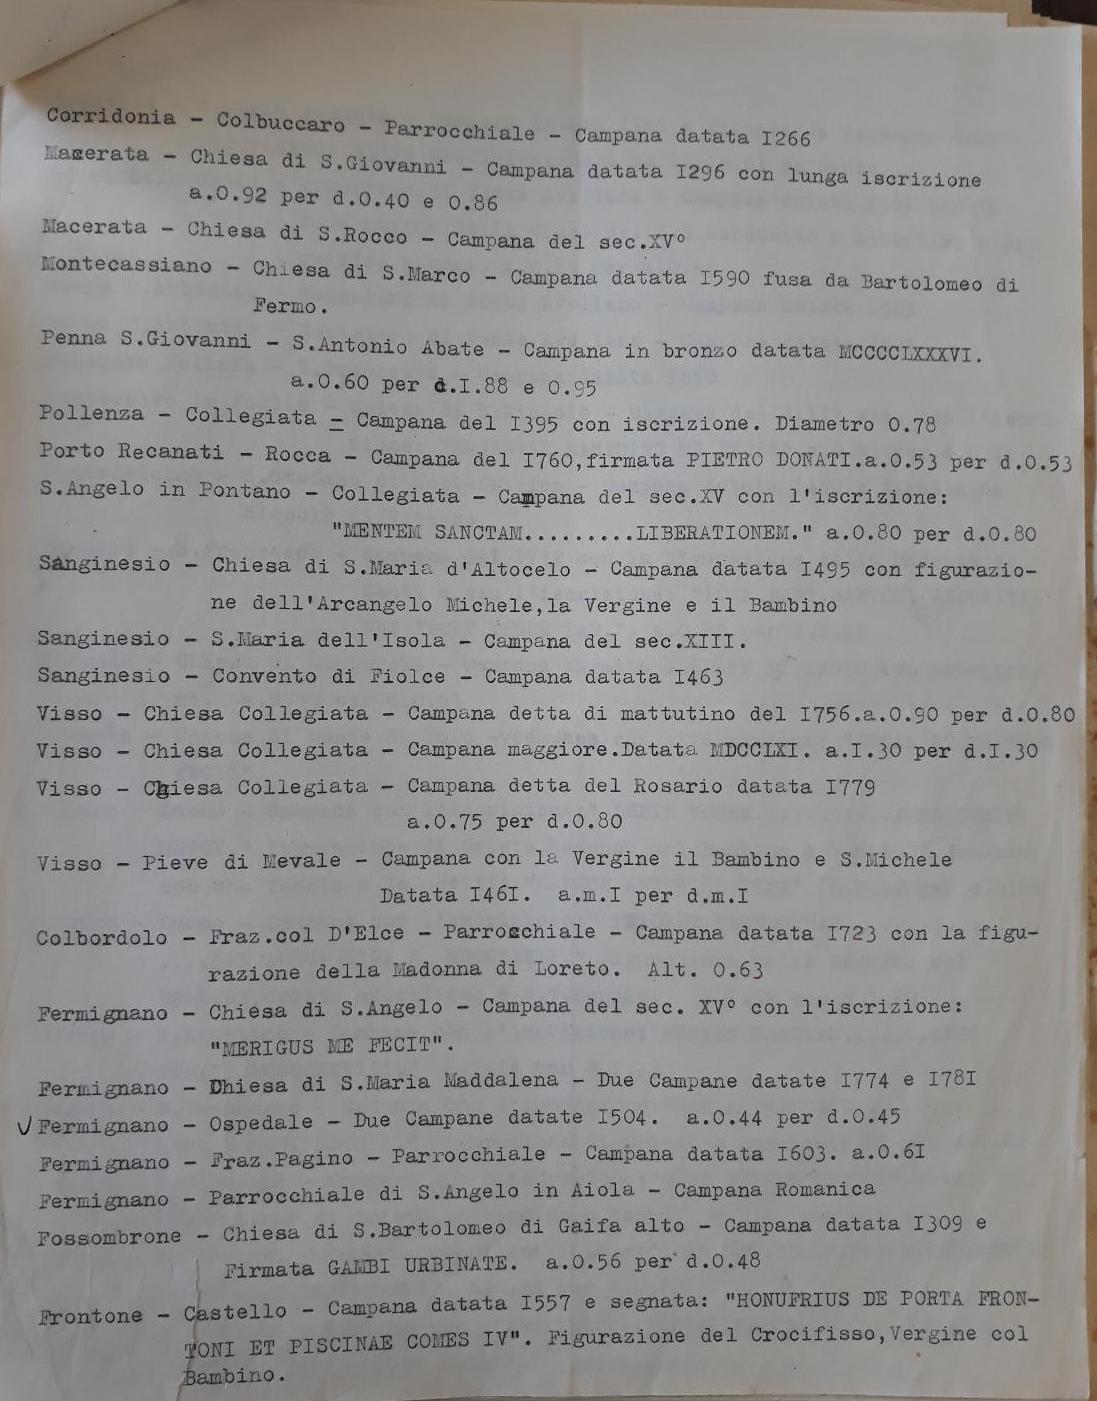 Corridonia - Colbuccaro - Parrocchiale - Campana datata I266
Macerata - Chiesa di S.Giovanni - Campana datata I296 con lunga iscrizione
a.0.92 per d.0.40 e 0.86
Macerata - Chiesa di S.Rocco - Campana del sec.XV°
Montecassiano - Chiesa di S.Marco - Campana datata I590 fusa da Bartolomeo di
Fermo.
Penna S.Giovanni - S.Antonio Abate - Campana in bronzo datata MCCCCLXXXVI.
a.0.60 per d.I.88 e 0.95
Pollenza - Collegiata - Campana del I395 con iscrizione. Diametro 0.78
Porto Recanati - Rocca - Campana del I760,firmata PIETRO DONATI.a.0.53 per d.0.53
S.Angelo in Pontano - Collegiata - Campana del sec.XV con l'iscrizione:
"MENTEM SANCTAM.........LIBERATIONEM." a.0.80 per d.0.80
Sanginesio - Chiesa di S.Maria d'Altocelo - Campana datata I495 con figurazio-
ne dell'Arcangelo Michele,la Vergine e il Bambino
Sanginesio - S.Maria dell'Isola - Campana del sec.XIII.
Sanginesio - Convento di Fiolce - Campana datata I463
Visso - Chiesa Collegiata - Campana detta di mattutino del I756.a.0.90 per d.0.80
Visso - Chiesa Collegiata - Campana maggiore.Datata MDCCLXI. a.I.30 per d.I.30
Visso - Chiesa Collegiata - Campana detta del Rosario datata I779
a.0.75 per d.0.80
Visso - Pieve di Mevale - Campana con la Vergine il Bambino e S.Michele
Datata I46I. a.m.I per d.m.I
Colbordolo - Fraz.col D'Elce - Parrocchiale - Campana datata I723 con la figu-
razione della Madonna di Loreto. Alt. 0.63
Fermignano - Chiesa di S.Angelo - Campana del sec. XV° con l'iscrizione:
"MERIGUS ME FECIT".
Fermignano - Dhiesa di S.Maria Maddalena - Due Campane datate I774 e I78I
√ Fermignano - Ospedale - Due Campane datate I504. a.0.44 per d.0.45
Fermignano - Fraz.Pagino - Parrocchiale - Campana datata I603. a.0.6I
Fermignano - Parrocchiale di S.Angelo in Aiola - Campana Romanica
Fossombrone - Chiesa di S.Bartolomeo di Gaifa alto - Campana datata I309 e
Firmata GAMBI URBINATE. a.0.56 per d.0.48
Frontone - Castello - Campana datata I557 e segnata: "HONUFRIUS DE PORTA FRON-
TONI ET PISCINAE COMES IV". Figurazione del Crocifisso,Vergine col
Bambino.